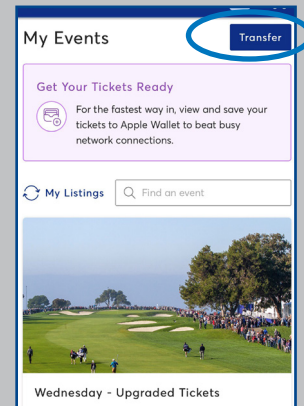 My Events
Transfer
Get Your Tickets Ready
For the fastest way in, view and save your
tickets to Apple Wallet to beat busy
network connections.
My Listings
Find an event
Wednesday - Upgraded Tickets